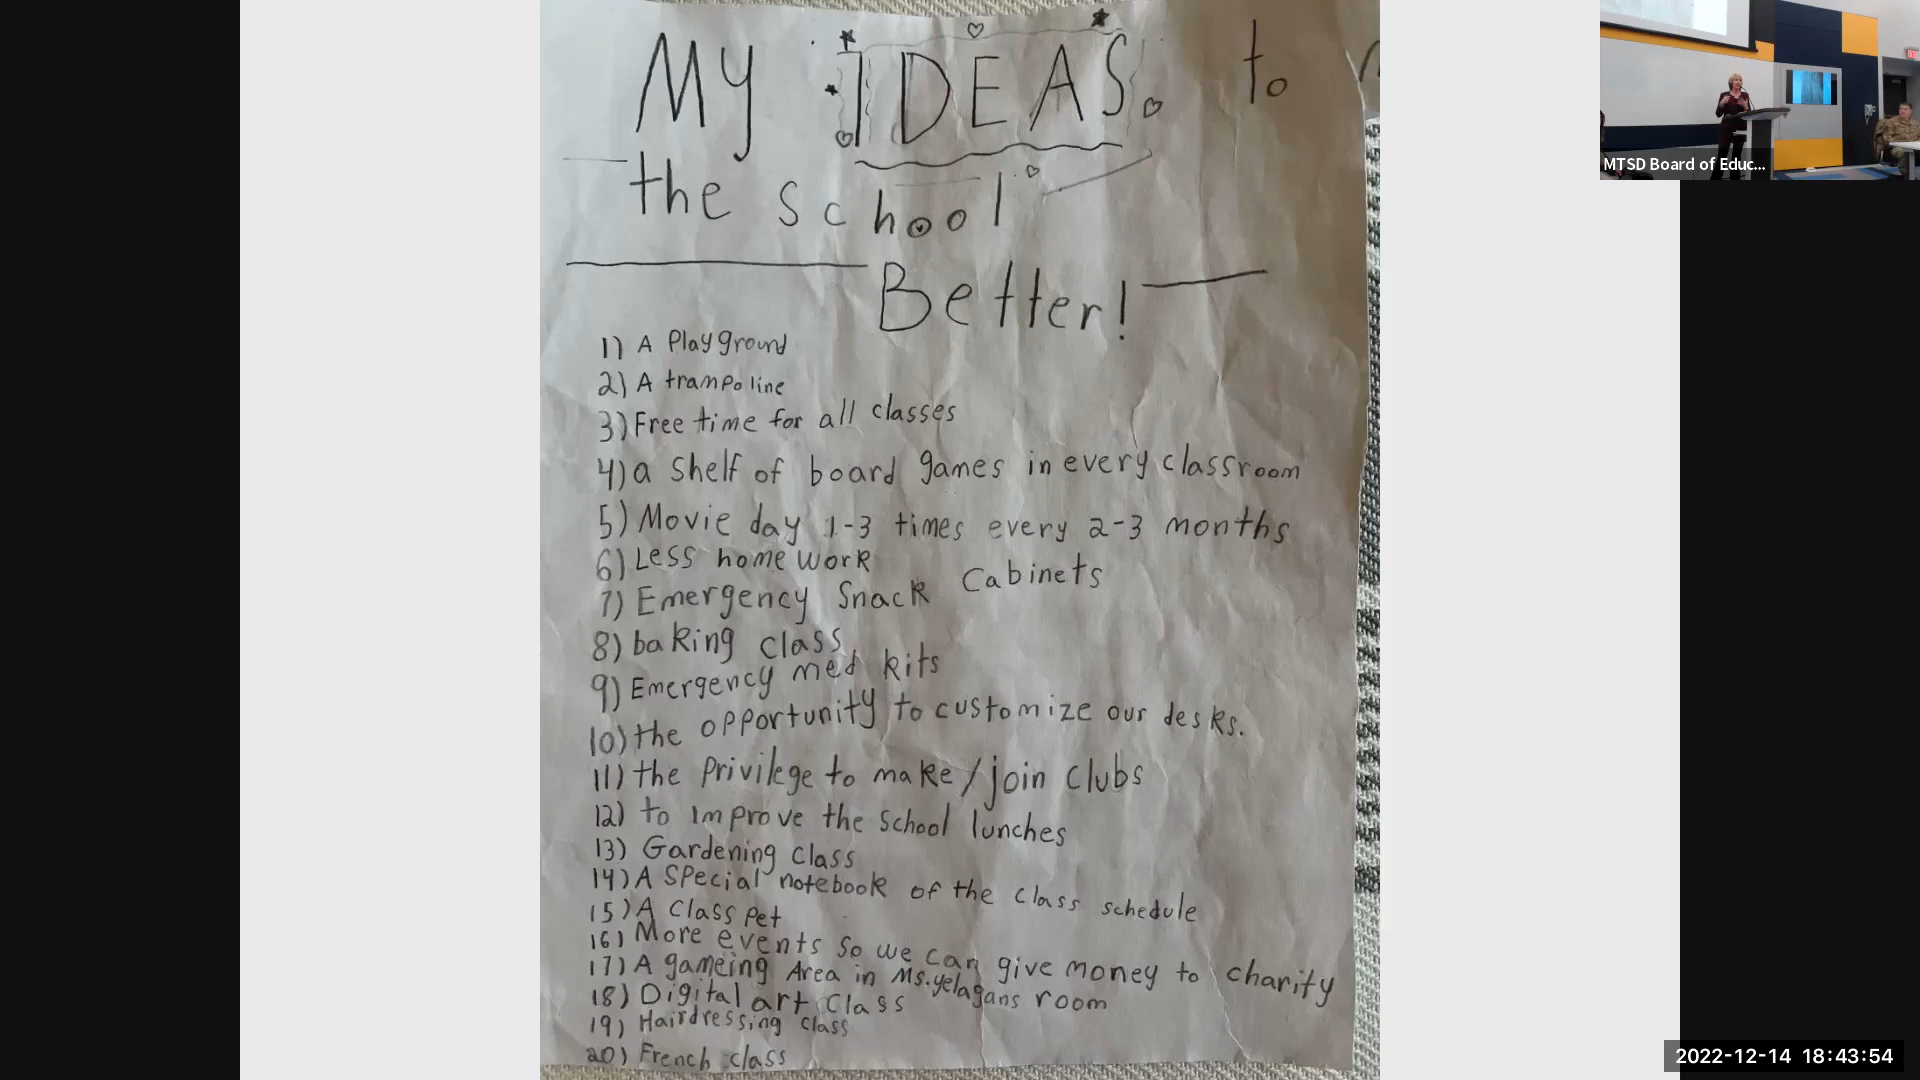 My IDEAS to
the school
Better!
1) A Playground
2) A trampoline
3) Free time for all classes
4) a shelf of board games in every classroom
5) Movie day 1-3 times every 2-3 months
6) Less homework
7) Emergency Snack Cabinets
8) baking class
9) Emergency med kits
10) the opportunity to customize our desks.
11) the Privilege to make/join clubs
12) to improve the school lunches
13) Gardening class
14) A Special notebook of the class schedule
15) A Class Pet
16) More events so we can give money to charity
17) A gameing Area in Ms.yelagans room
18) Digital art Class
19) Hairdressing class
20) French class
MTSD Board of Educ...
2022-12-14 18:43:54